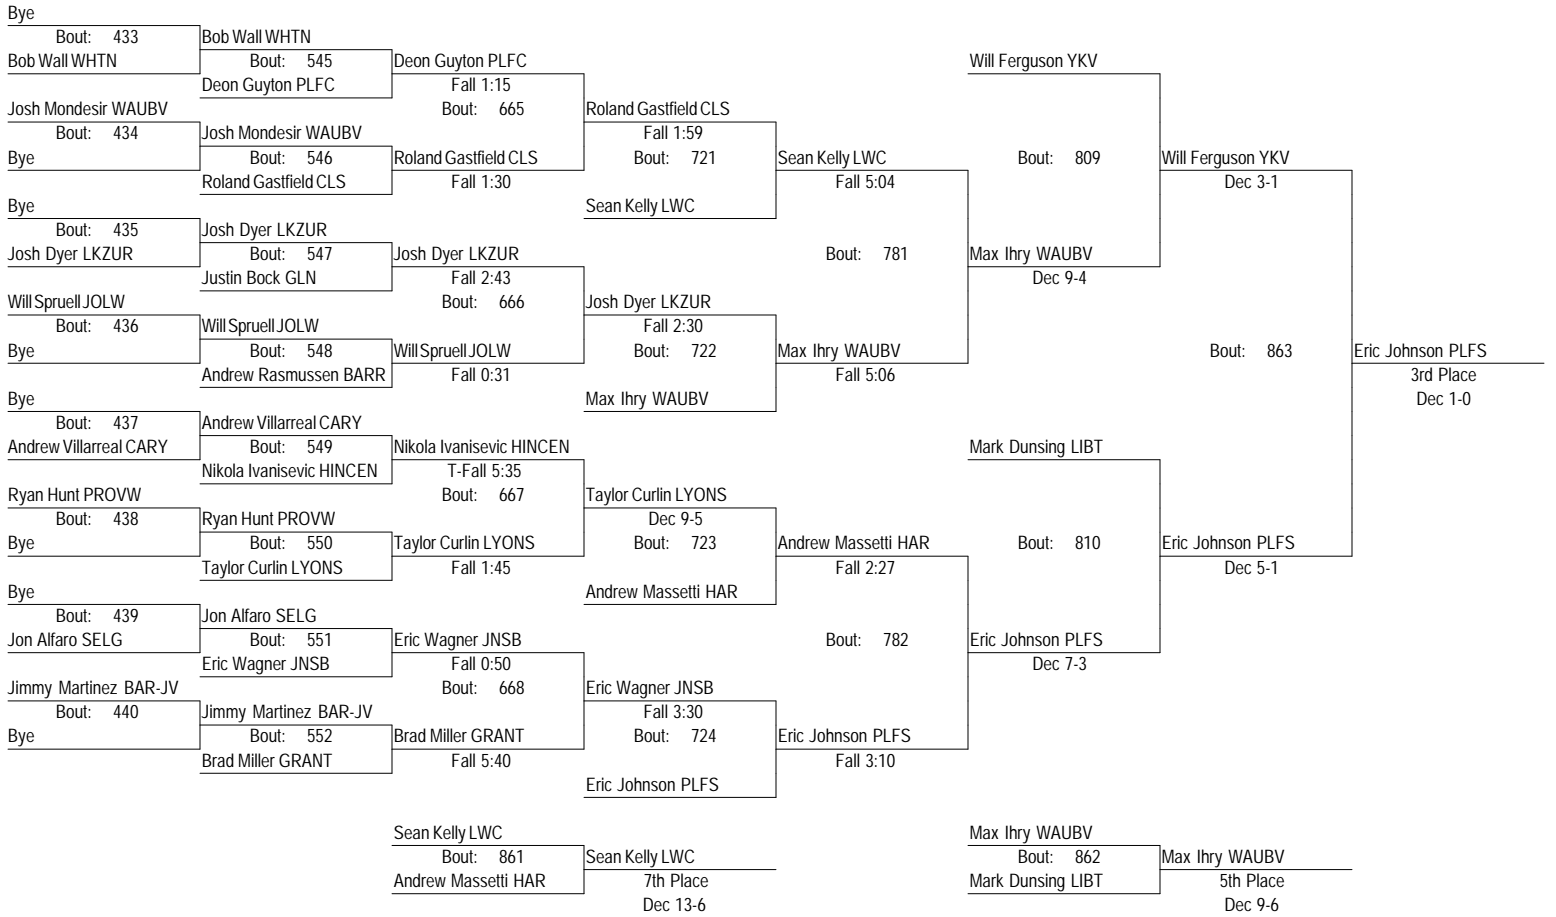 Bye
Bout: 433 Bob Wall WHTN
Bob Wall WHTN Bout: 545 Deon Guyton PLFC Will Ferguson YKV
Deon Guyton PLFC Fall 1:15
Josh Mondesir WAUBV Bout: 665 Roland Gastfield CLS
Bout: 434 Josh Mondesir WAUBV Fall 1:59
Bye Bout: 546 Roland Gastfield CLS Bout: 721 Sean Kelly LWC Bout: 809 Will Ferguson YKV
Roland Gastfield CLS Fall 1:30 Fall 5:04 Dec 3-1
Bye Sean Kelly LWC
Bout: 435 Josh Dyer LKZUR
Josh Dyer LKZUR Bout: 547 Josh Dyer LKZUR Bout: 781 Max Ihry WAUBV
Justin Bock GLN Fall 2:43 Dec 9-4
Will Spruell JOLW Bout: 666 Josh Dyer LKZUR
Bout: 436 Will Spruell JOLW Fall 2:30
Bye Bout: 548 Will Spruell JOLW Bout: 722 Max Ihry WAUBV Bout: 863 Eric Johnson PLFS
Andrew Rasmussen BARR Fall 0:31 Fall 5:06 3rd Place
Bye Max Ihry WAUBV Dec 1-0
Bout: 437 Andrew Villarreal CARY
Andrew Villarreal CARY Bout: 549 Nikola Ivanisevic HINCEN Mark Dunsing LIBT
Nikola Ivanisevic HINCEN T-Fall 5:35
Ryan Hunt PROVW Bout: 667 Taylor Curlin LYONS
Bout: 438 Ryan Hunt PROVW Dec 9-5
Bye Bout: 550 Taylor Curlin LYONS Bout: 723 Andrew Massetti HAR Bout: 810 Eric Johnson PLFS
Taylor Curlin LYONS Fall 1:45 Fall 2:27 Dec 5-1
Bye Andrew Massetti HAR
Bout: 439 Jon Alfaro SELG
Jon Alfaro SELG Bout: 551 Eric Wagner JNSB Bout: 782 Eric Johnson PLFS
Eric Wagner JNSB Fall 0:50 Dec 7-3
Jimmy Martinez BAR-JV Bout: 668 Eric Wagner JNSB
Bout: 440 Jimmy Martinez BAR-JV Fall 3:30
Bye Bout: 552 Brad Miller GRANT Bout: 724 Eric Johnson PLFS
Brad Miller GRANT Fall 5:40 Fall 3:10
Eric Johnson PLFS
Sean Kelly LWC Max Ihry WAUBV
Bout: 861 Sean Kelly LWC Bout: 862 Max Ihry WAUBV
Andrew Massetti HAR 7th Place Mark Dunsing LIBT 5th Place
Dec 13-6 Dec 9-6